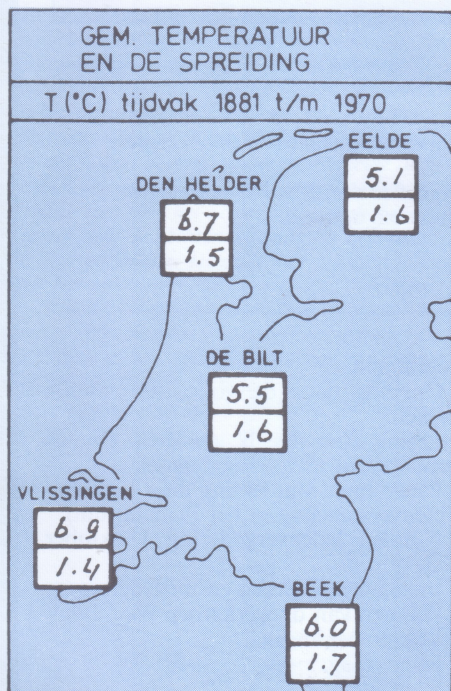 GEM. TEMPERATUUR
EN DE SPREIDING
T (°C) tijdvak 1881 t/m 1970
EELDE
5.1
1.6
DEN HELDER
6.7
1.5
DE BILT
5.5
1.6
VLISSINGEN
6.9
1.4
BEEK
6.0
1.7